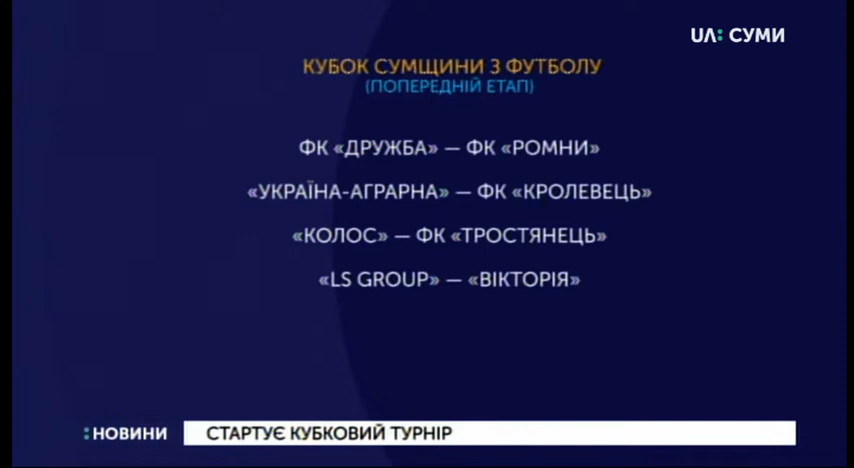 UA: СУМИ
КУБОК СУМЩИНИ З ФУТБОЛУ
(ПОПЕРЕДНІЙ ЕТАП)
ФК «ДРУЖБА» — ФК «РОМНИ»
«УКРАЇНА-АГРАРНА» — ФК «КРОЛЕВЕЦЬ»
«КОЛОС» — ФК «ТРОСТЯНЕЦЬ»
«LS GROUP» — «ВІКТОРІЯ»
:НОВИНИ СТАРТУЄ КУБКОВИЙ ТУРНІР